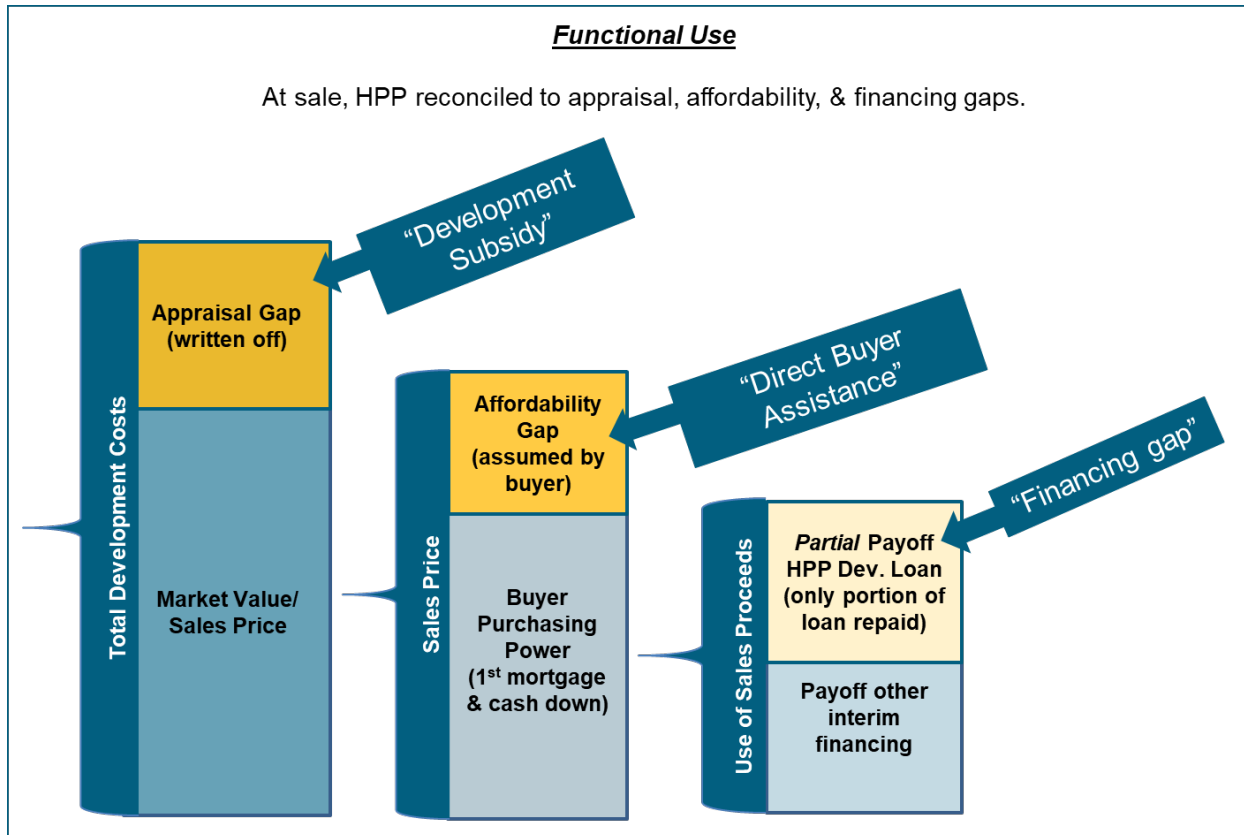 Functional Use
At sale, HPP reconciled to appraisal, affordability, & financing gaps.
“Development
Subsidy”
Total Development Costs
Appraisal Gap
(written off)
Market Value/
Sales Price
“Direct Buyer
Assistance”
Sales Price
Affordability
Gap
(assumed by
buyer)
Buyer
Purchasing
Power
(1st mortgage
& cash down)
“Financing gap”
Use of Sales Proceeds
Partial Payoff
HPP Dev. Loan
(only portion of
loan repaid)
Payoff other
interim
financing